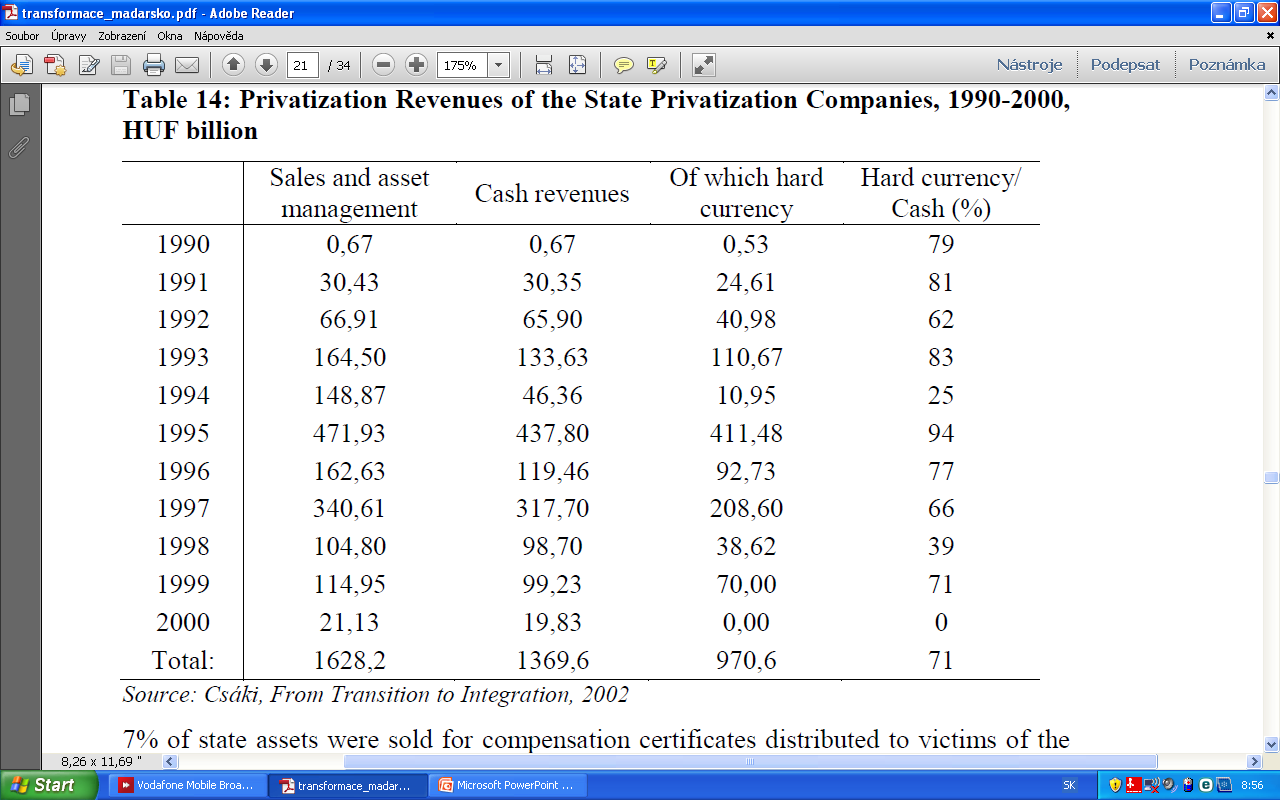 transformace_madarsko.pdf - Adobe Reader
Soubor Úpravy Zobrazení Okna Nápověda
21 / 34 175% Nástroje Podepsat Poznámka
Table 14: Privatization Revenues of the State Privatization Companies, 1990-2000,
HUF billion
Sales and asset management Cash revenues Of which hard currency Hard currency/ Cash (%)
1990 0,67 0,67 0,53 79
1991 30,43 30,35 24,61 81
1992 66,91 65,90 40,98 62
1993 164,50 133,63 110,67 83
1994 148,87 46,36 10,95 25
1995 471,93 437,80 411,48 94
1996 162,63 119,46 92,73 77
1997 340,61 317,70 208,60 66
1998 104,80 98,70 38,62 39
1999 114,95 99,23 70,00 71
2000 21,13 19,83 0,00 0
Total: 1628,2 1369,6 970,6 71
Source: Csáki, From Transition to Integration, 2002
7% of state assets were sold for compensation certificates distributed to victims of the
8,26 x 11,69 "
Start Vodafone Mobile Broa... transformace_madar... Microsoft PowerPoint ... SK 8:56